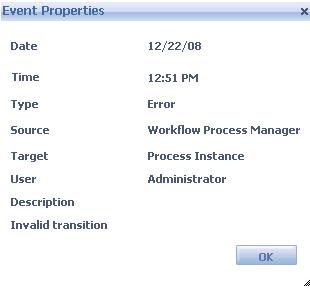 Event Properties ×
Date 12/22/08
Time 12:51 PM
Type Error
Source Workflow Process Manager
Target Process Instance
User Administrator
Description
Invalid transition
OK